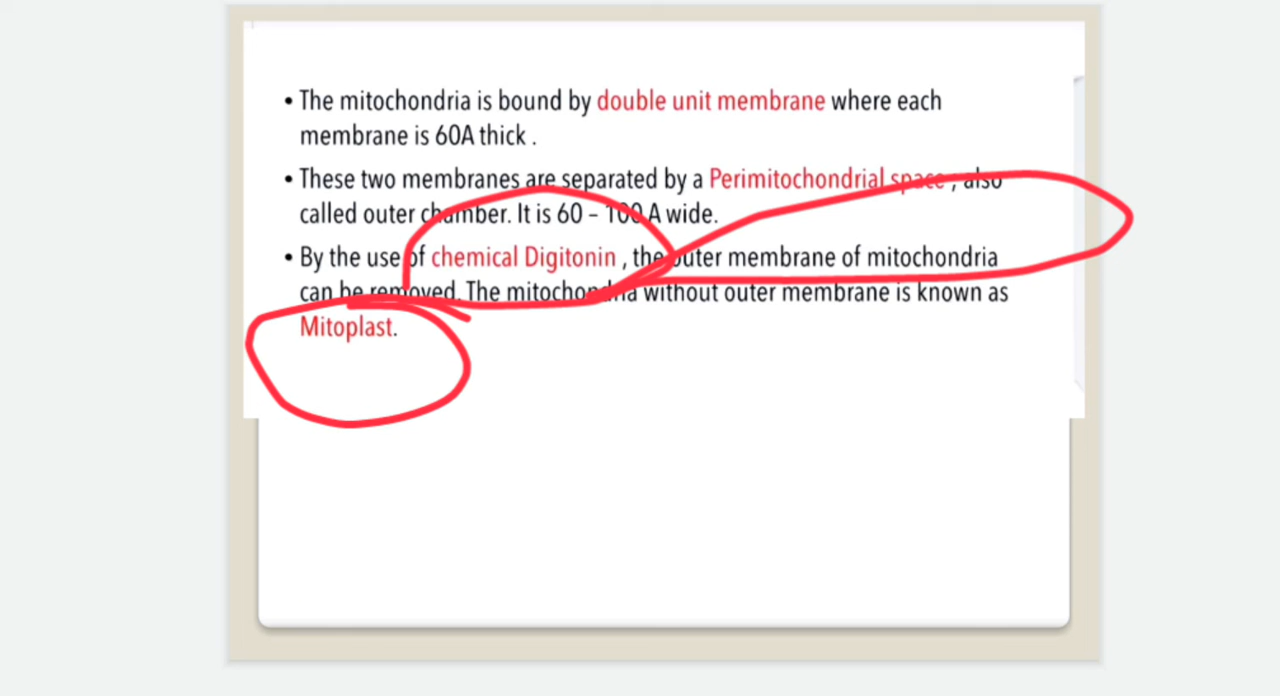 • The mitochondria is bound by double unit membrane where each
membrane is 60A thick .
• These two membranes are separated by a Perimitochondrial space , also
called outer chamber. It is 60 – 100 A wide.
• By the use of chemical Digitonin , the outer membrane of mitochondria
can be removed. The mitochondria without outer membrane is known as
Mitoplast.